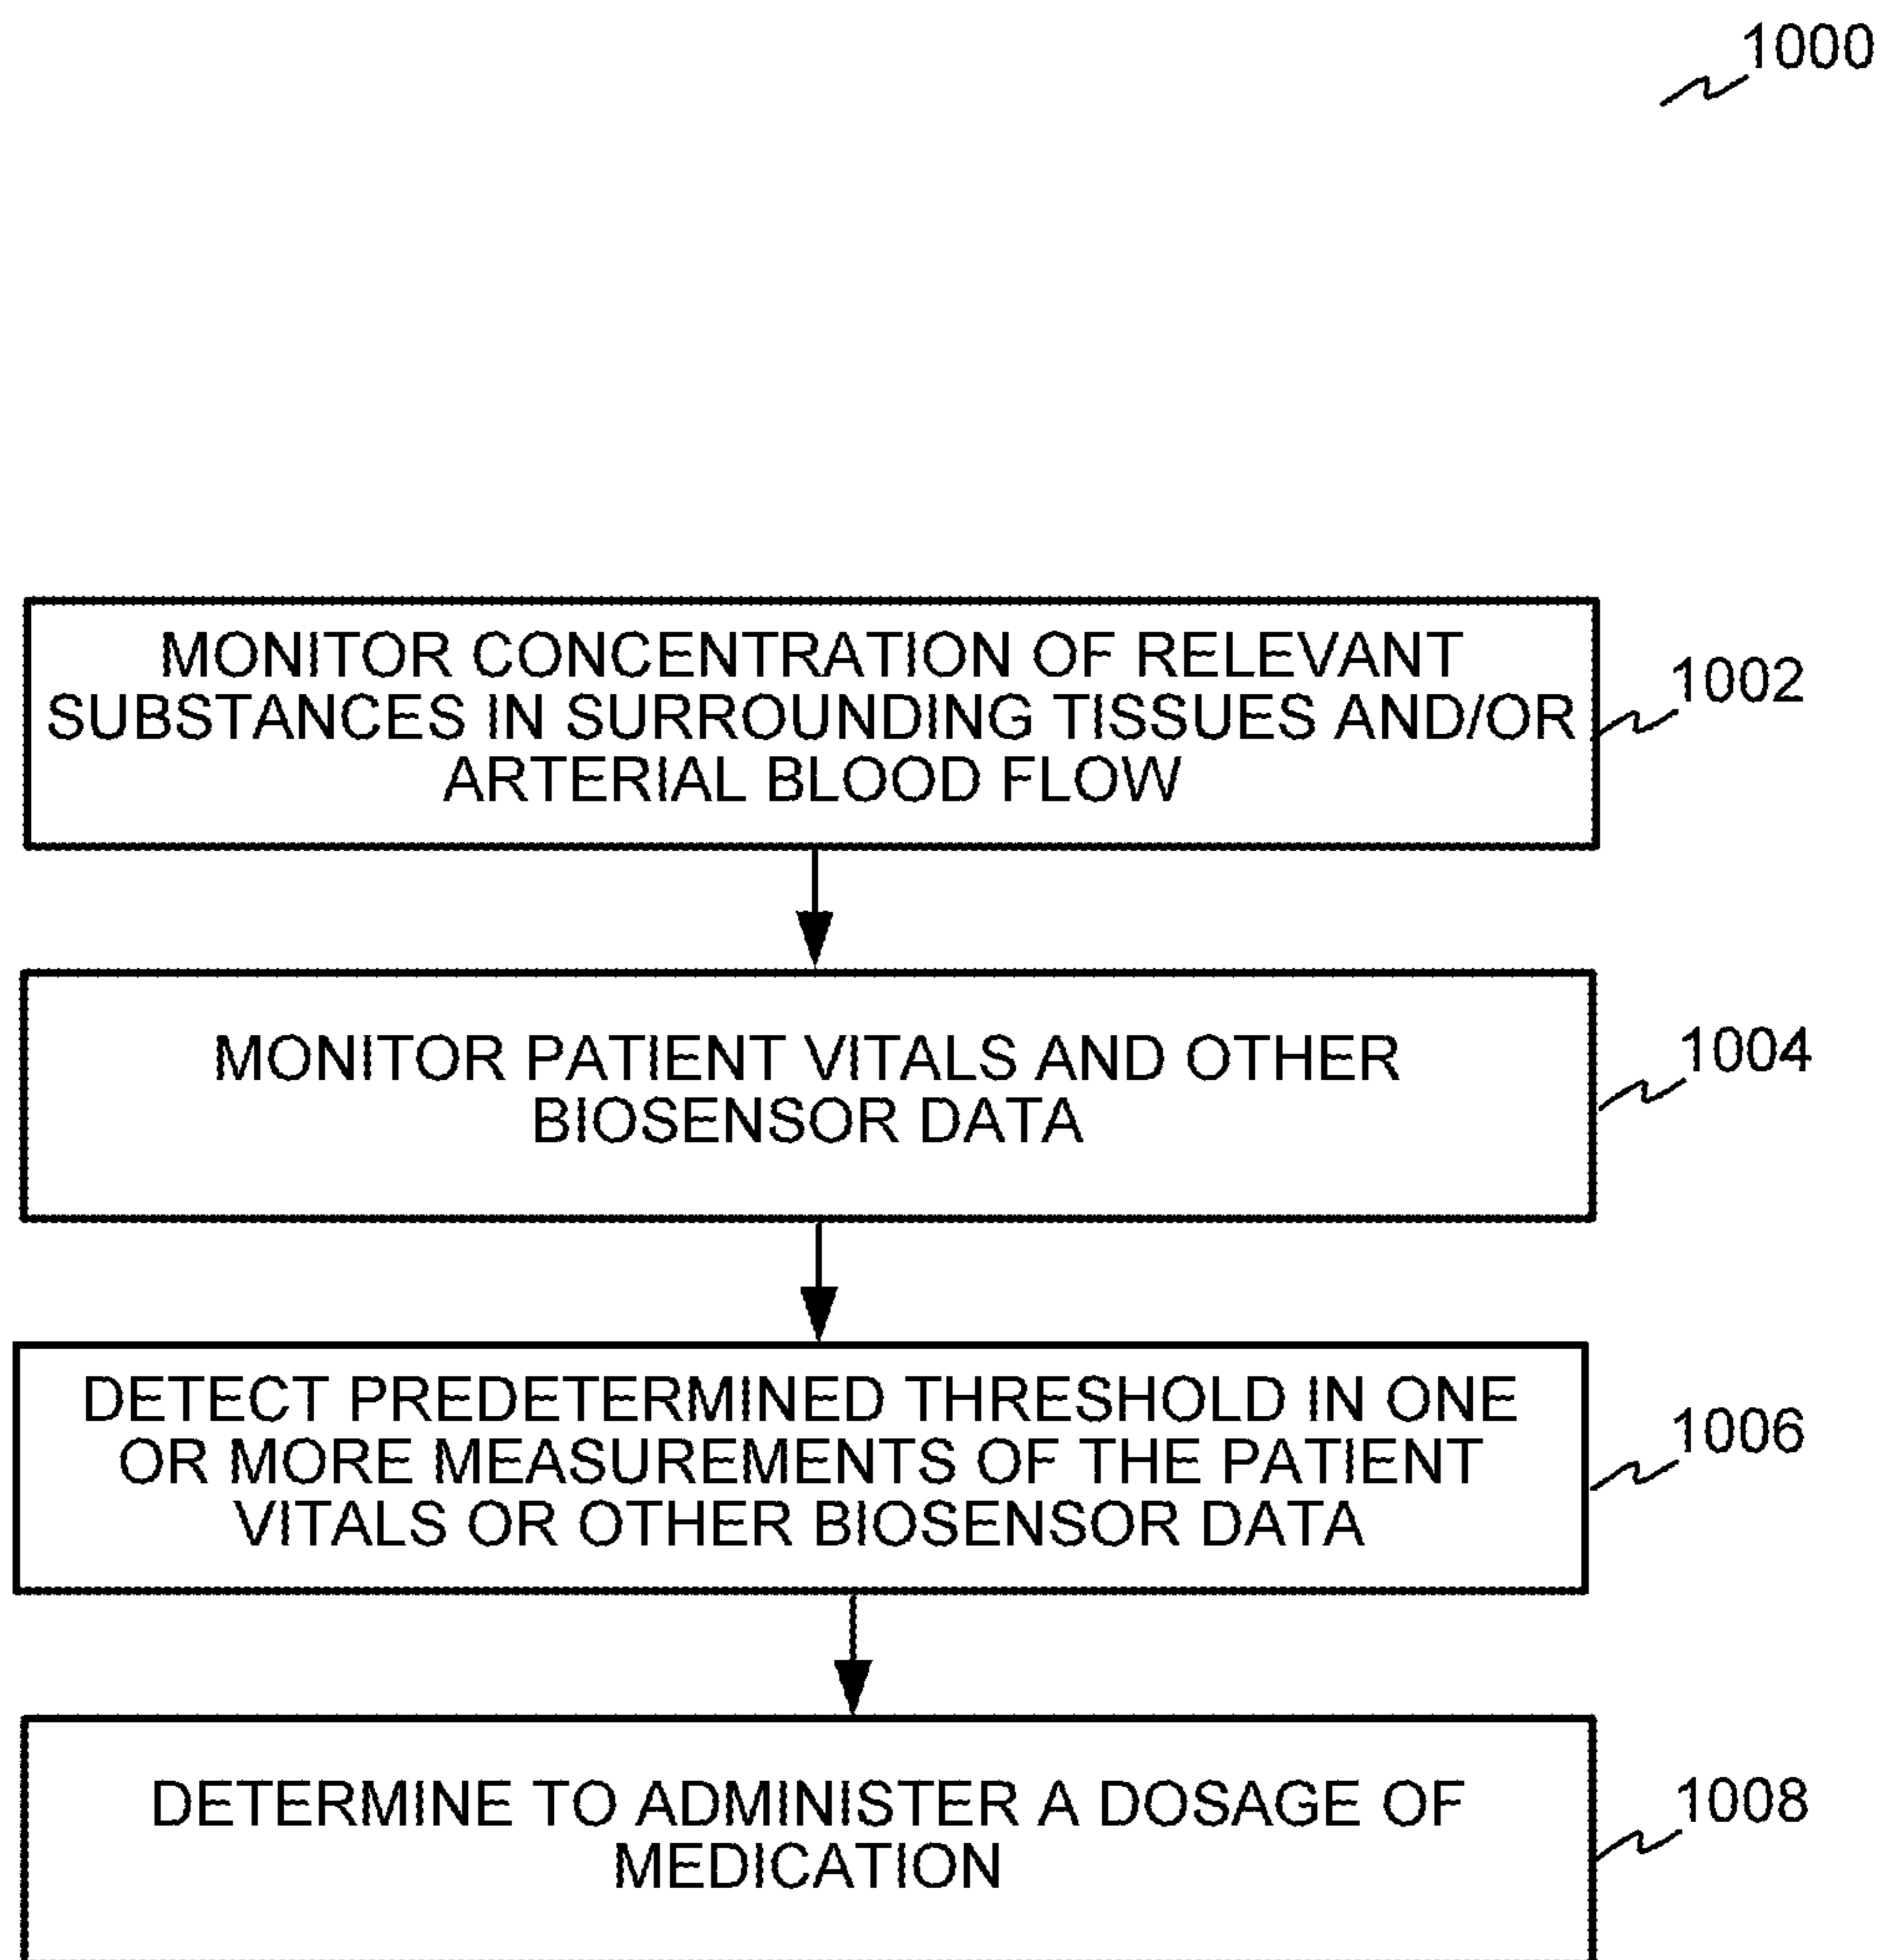 1000
MONITOR CONCENTRATION OF RELEVANT
SUBSTANCES IN SURROUNDING TISSUES AND/OR
ARTERIAL BLOOD FLOW
1002
MONITOR PATIENT VITALS AND OTHER
BIOSENSOR DATA
1004
DETECT PREDETERMINED THRESHOLD IN ONE
OR MORE MEASUREMENTS OF THE PATIENT
VITALS OR OTHER BIOSENSOR DATA
1006
DETERMINE TO ADMINISTER A DOSAGE OF
MEDICATION
1008